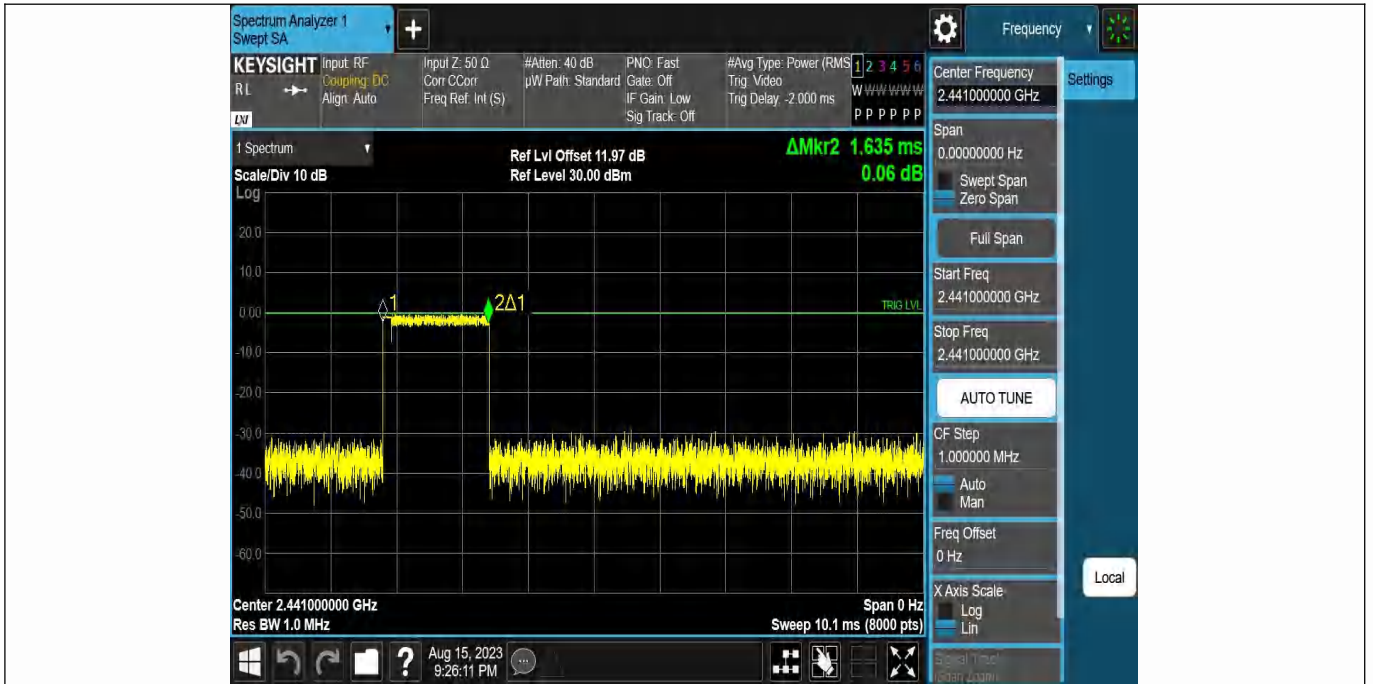 Spectrum Analyzer 1
Swept SA
+
Frequency
KEYSIGHT
RL
LXI
Input: RF
Coupling: DC
Align: Auto
Input Z: 50 Ω
Corr CCorr
Freq Ref: Int (S)
#Atten: 40 dB
µW Path: Standard
PNO: Fast
Gate: Off
IF Gain: Low
Sig Track: Off
#Avg Type: Power (RMS
Trig: Video
Trig Delay: -2.000 ms
1 2 3 4 5 6
W W W W W W
P P P P P P
Center Frequency
2.441000000 GHz
Settings
Span
0.00000000 Hz
Swept Span
Zero Span
Full Span
Start Freq
2.441000000 GHz
Stop Freq
2.441000000 GHz
AUTO TUNE
CF Step
1.000000 MHz
Auto
Man
Freq Offset
0 Hz
X Axis Scale
Log
Lin
Signal Track
(Span Zoom)
Local
1 Spectrum
Scale/Div 10 dB
Ref Lvl Offset 11.97 dB
Ref Level 30.00 dBm
ΔMkr2 1.635 ms
0.06 dB
Log
20.0
10.0
0.00
-10.0
-20.0
-30.0
-40.0
-50.0
-60.0
1
2Δ1
TRIG LVL
Center 2.441000000 GHz
Res BW 1.0 MHz
Span 0 Hz
Sweep 10.1 ms (8000 pts)
?
Aug 15, 2023
9:26:11 PM